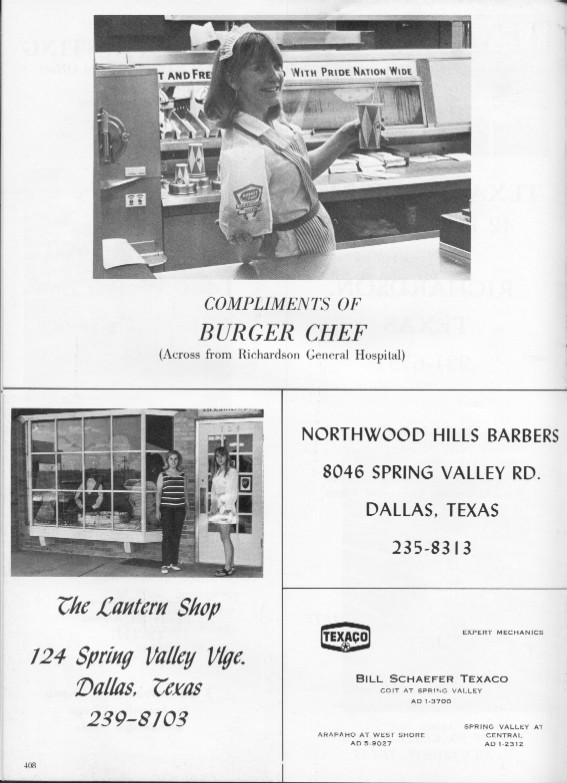 T AND FRE
WITH PRIDE NATION WIDE
COMPLIMENTS OF
BURGER CHEF
(Across from Richardson General Hospital)
124
The Lantern Shop
124 Spring Valley Vlge.
Dallas, Texas
239-8103
NORTHWOOD HILLS BARBERS
8046 SPRING VALLEY RD.
DALLAS, TEXAS
235-8313
TEXACO
EXPERT MECHANICS
BILL SCHAEFER TEXACO
COIT AT SPRING VALLEY
AD 1-3700
ARAPAHO AT WEST SHORE
AD 5-9027
SPRING VALLEY AT
CENTRAL
AD 1-2312
408